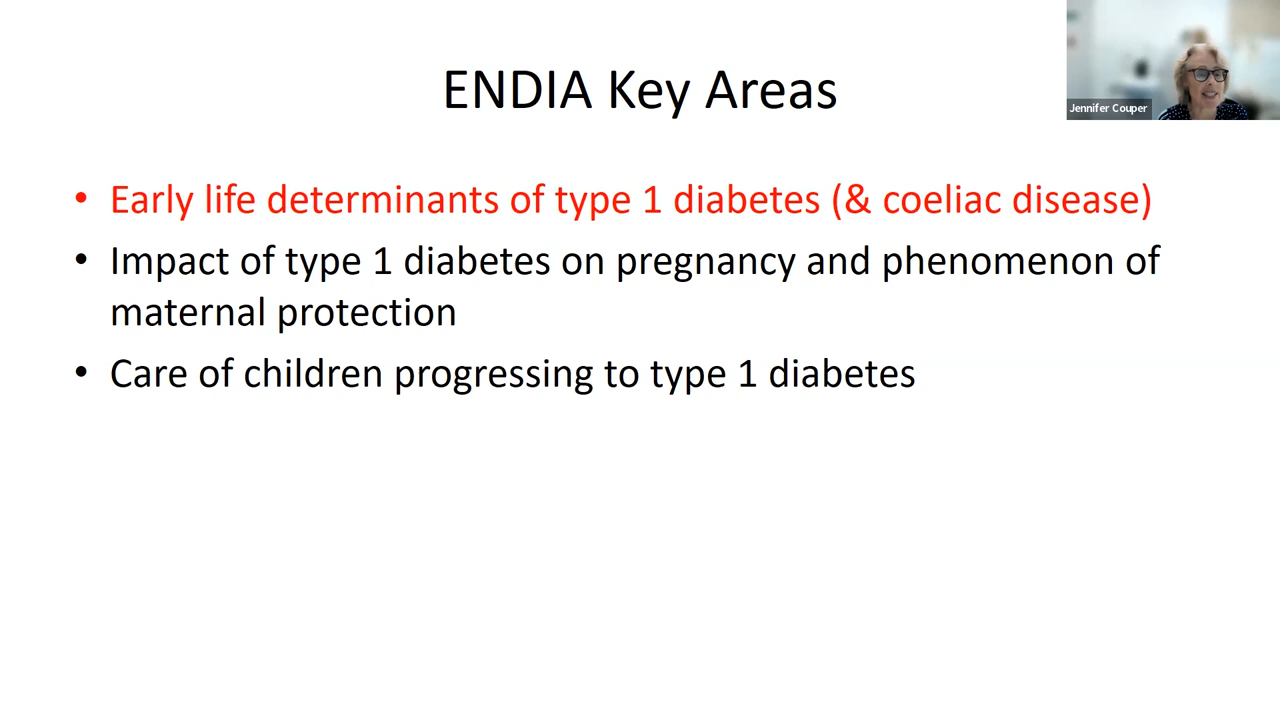 ENDIA Key Areas
Jennifer Couper
• Early life determinants of type 1 diabetes (& coeliac disease)
• Impact of type 1 diabetes on pregnancy and phenomenon of
maternal protection
• Care of children progressing to type 1 diabetes